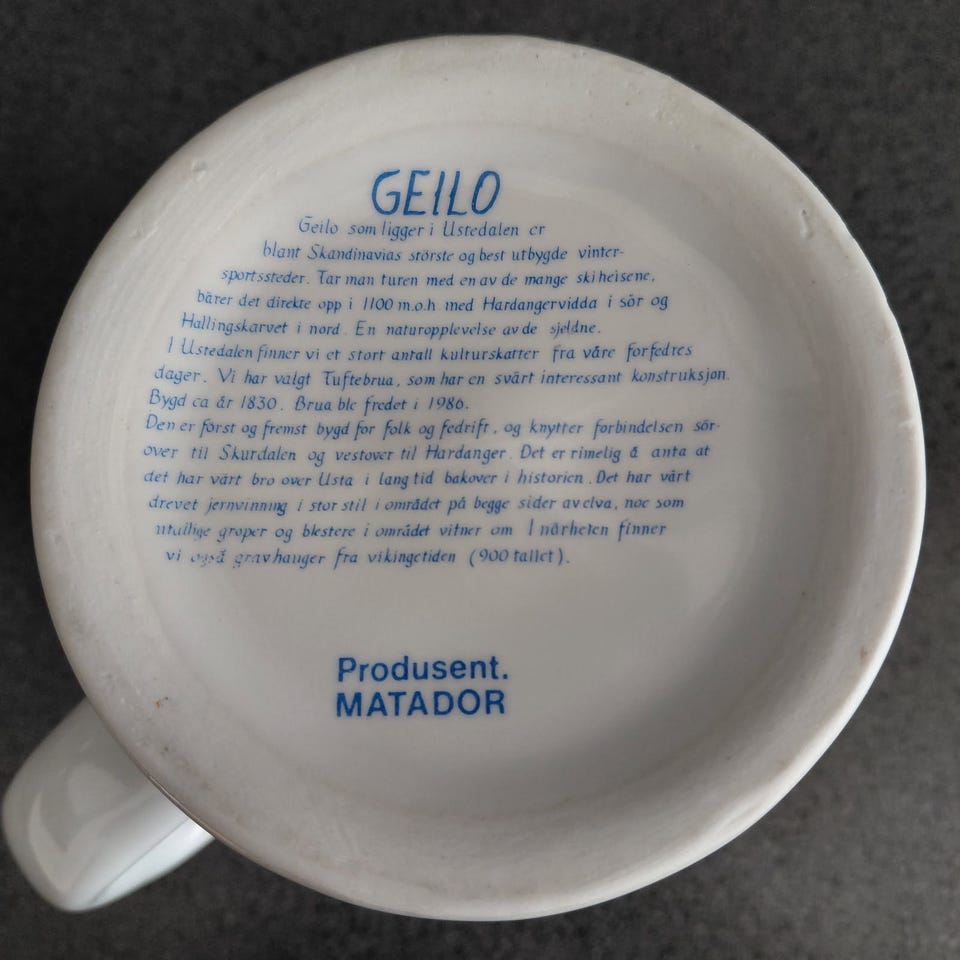 GEILO
Geilo som ligger i Ustedalen er
blant Skandinavias störste og best utbygde vinter-
sportssteder. Tar man turen med en av de mange skiheisene,
bärer det direkte opp i 1100 m.o.h med Hardangervidda i sör og
Hallingskarvet i nord. En naturopplevelse av de sjeldne.
I Ustedalen finner vi et stort antall kulturskatter fra våre forfedres
dager. Vi har valgt Tuftebrua, som har en svärt interessant konstruksjon.
Bygd ca år 1830. Brua ble fredet i 1986.
Den er först og fremst bygd for folk og fedrift, og knytter forbindelsen sör-
over til Skurdalen og vestover til Hardanger. Det er rimelig å anta at
det har värt bro over Usta i lang tid bakover i historien. Det har värt
drevet jernvinning i stor stil i området på begge sider av elva, noe som
utallige groper og blestere i området vitner om I närheten finner
vi også gravhauger fra vikingetiden (900 tallet).
Produsent.
MATADOR